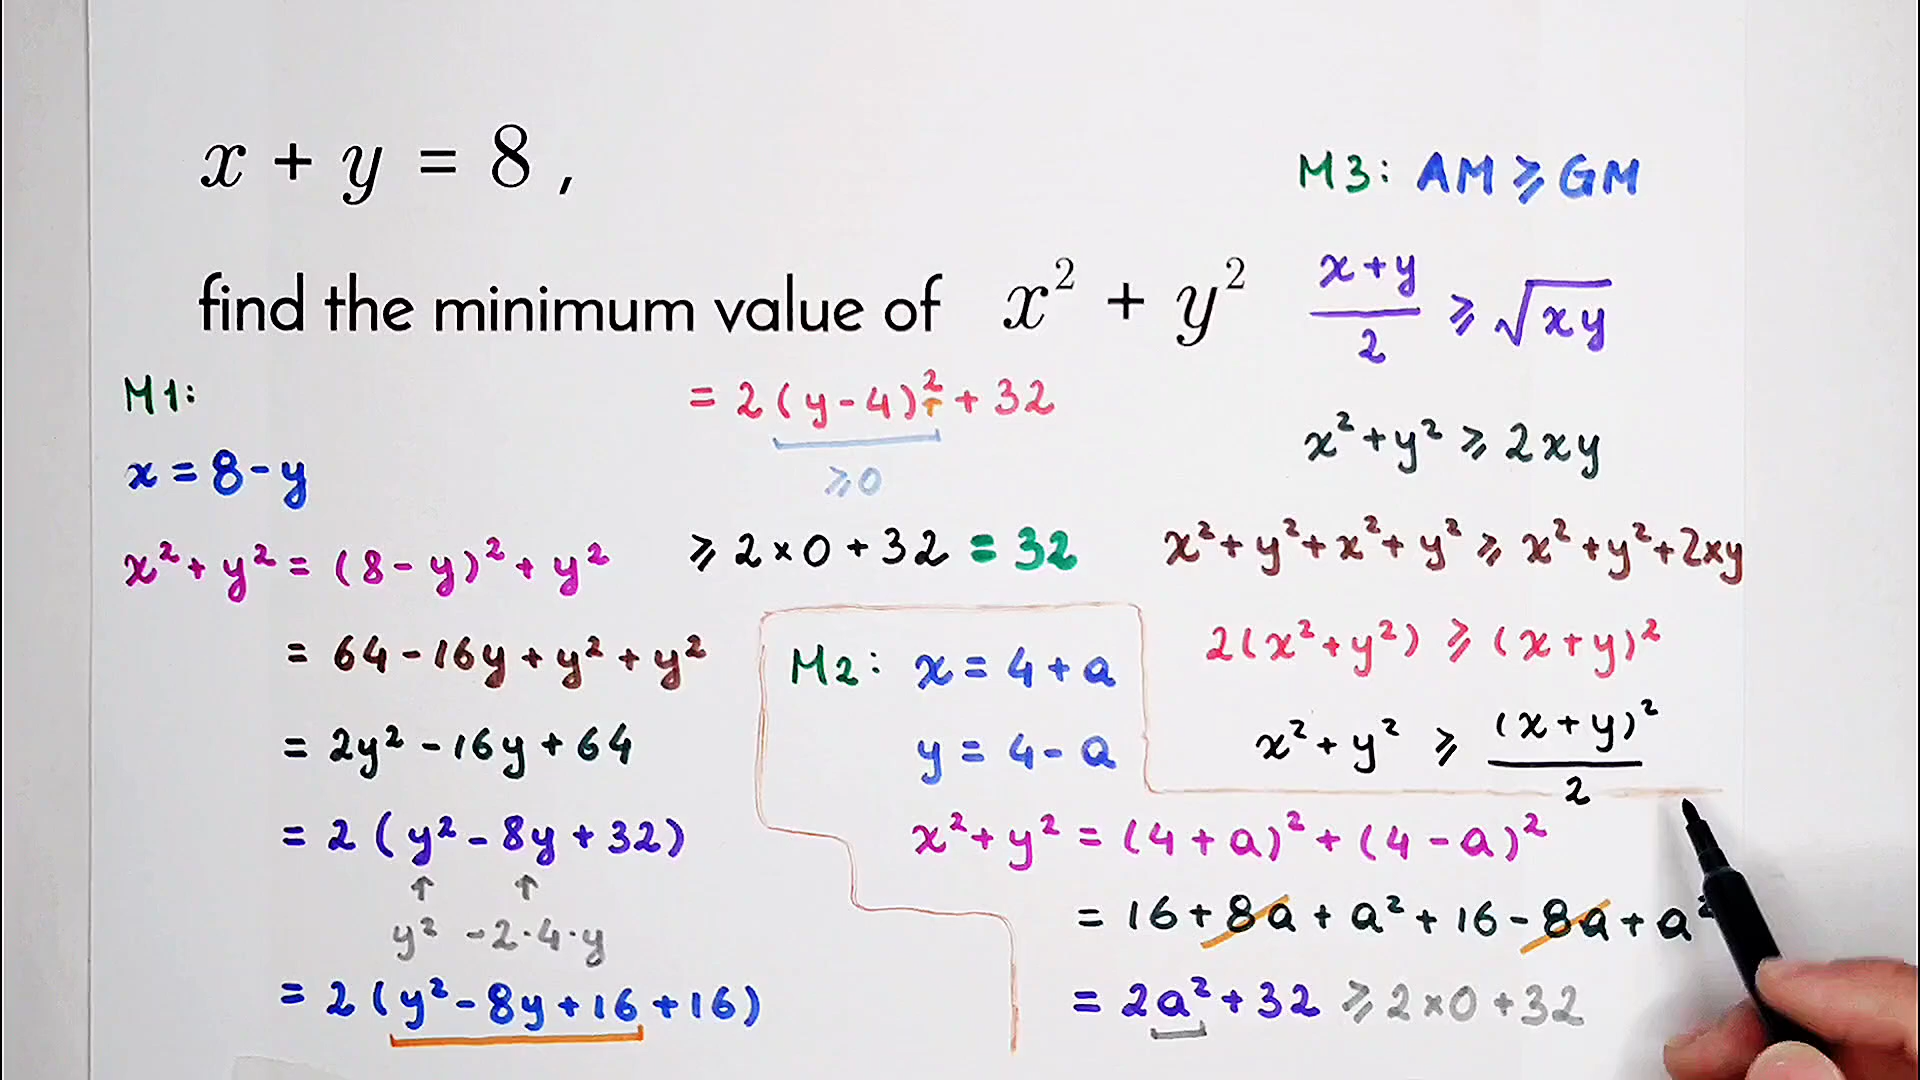 x + y = 8 ,
find the minimum value of x² + y²
M1:
x = 8 - y
x² + y² = (8 - y)² + y²
= 64 - 16y + y² + y²
= 2y² - 16y + 64
= 2 (y² - 8y + 32)
↑ ↑
y² - 2·4·y
= 2 (y² - 8y + 16 + 16)
= 2 (y - 4)² + 32
↑
⩾ 0
⩾ 2 × 0 + 32 = 32
M2: x = 4 + a
y = 4 - a
x² + y² = (4 + a)² + (4 - a)²
= 16 + 8a + a² + 16 - 8a + a²
= 2a² + 32 ⩾ 2 × 0 + 32
M3: AM ⩾ GM
(x + y)/2 ⩾ √xy
x² + y² ⩾ 2xy
x² + y² + x² + y² ⩾ x² + y² + 2xy
2(x² + y²) ⩾ (x + y)²
x² + y² ⩾ (x + y)²/2